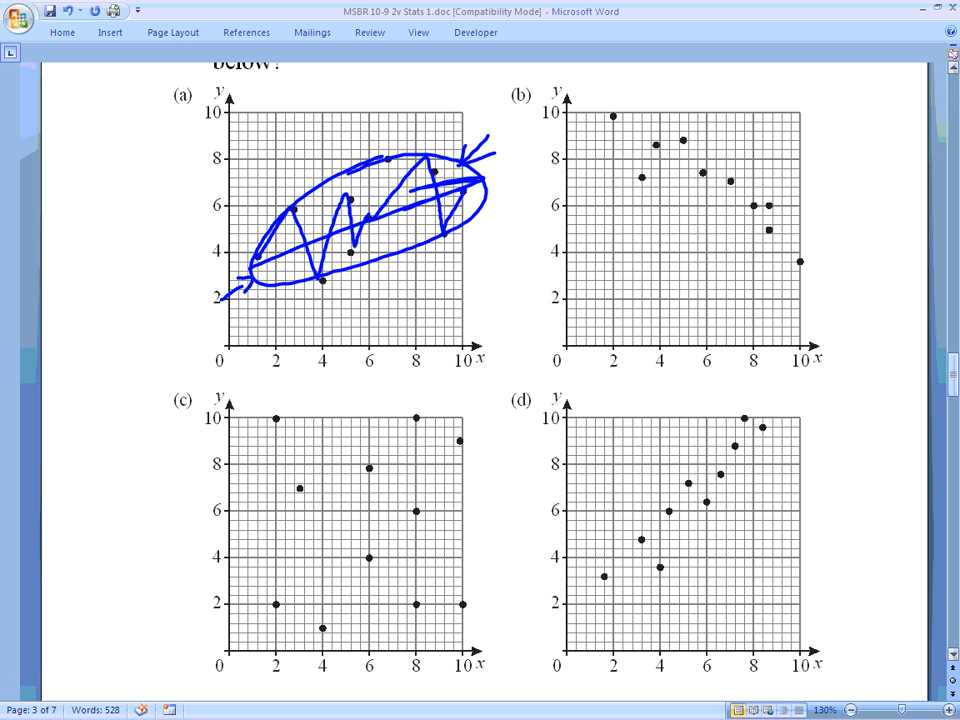 MSBR 10-9 2v Stats 1.doc [Compatibility Mode] - Microsoft Word
Home Insert Page Layout References Mailings Review View Developer
below?
(a) y (b) y
10 10
8 8
6 6
4 4
2 2
0 2 4 6 8 10 x 0 2 4 6 8 10 x
(c) y (d) y
10 10
8 8
6 6
4 4
2 2
0 2 4 6 8 10 x 0 2 4 6 8 10 x
Page: 3 of 7 Words: 528 130%